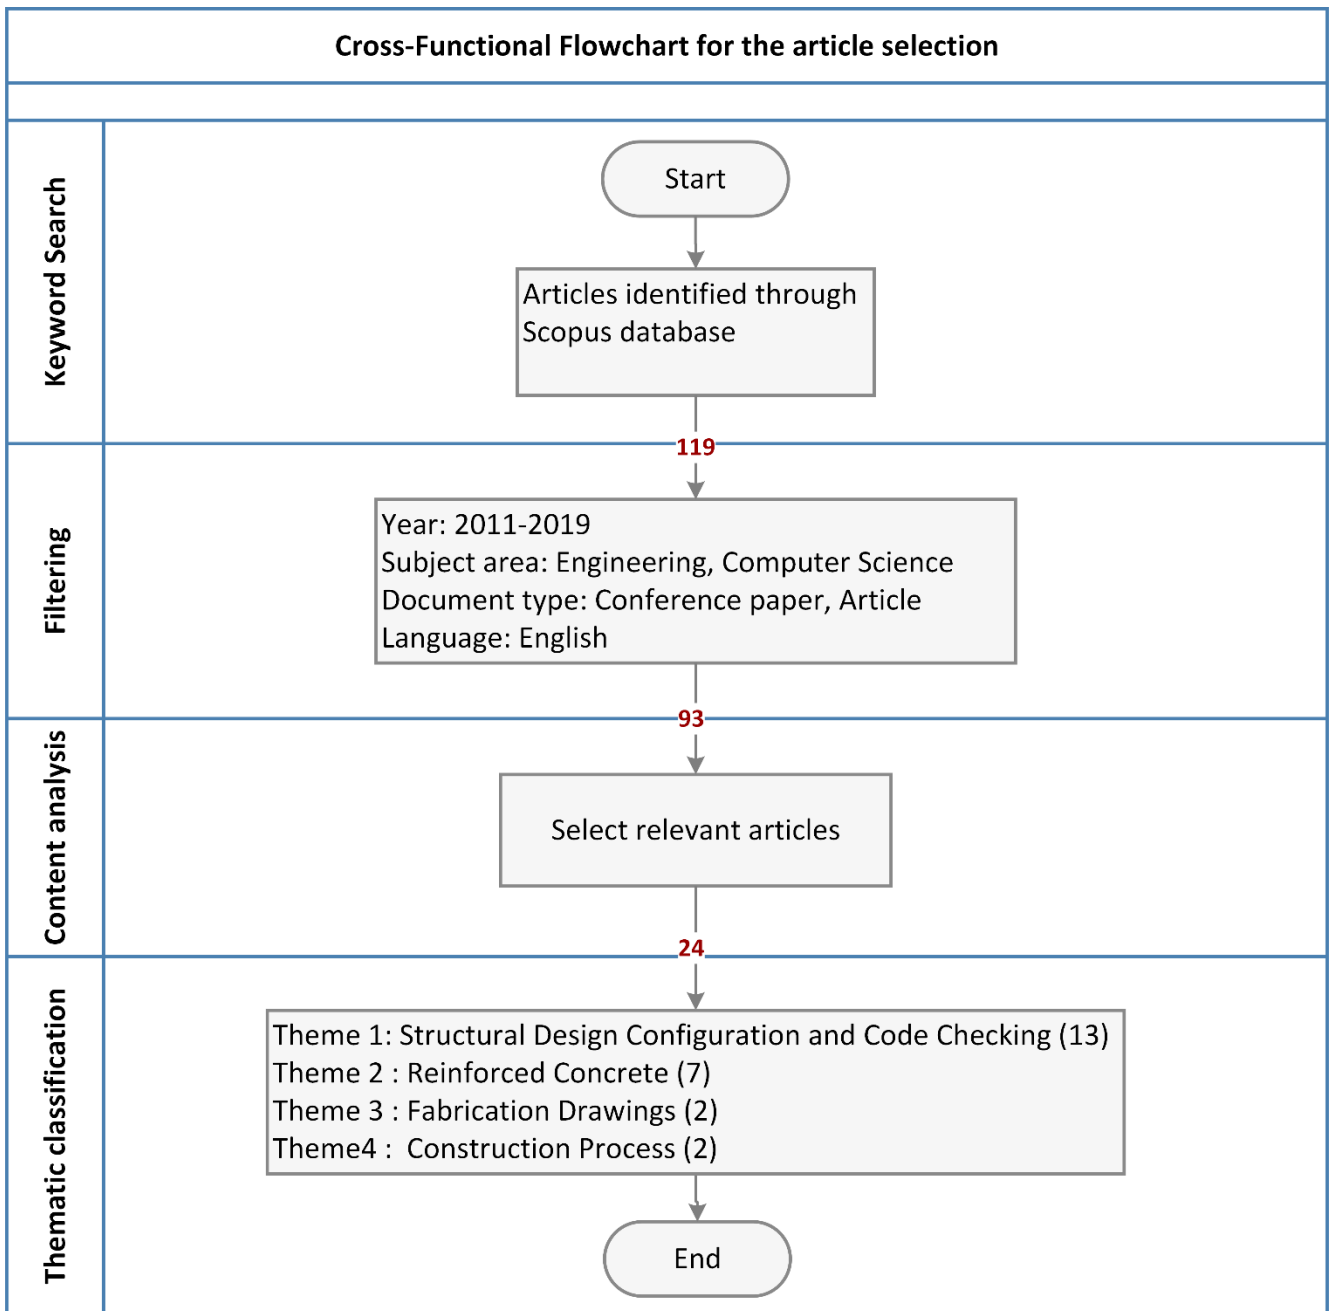 Cross-Functional Flowchart for the article selection
Keyword Search
Start
Articles identified through
Scopus database
119
Filtering
Year: 2011-2019
Subject area: Engineering, Computer Science
Document type: Conference paper, Article
Language: English
93
Content analysis
Select relevant articles
24
Thematic classification
Theme 1: Structural Design Configuration and Code Checking (13)
Theme 2 : Reinforced Concrete (7)
Theme 3 : Fabrication Drawings (2)
Theme4 :  Construction Process (2)
End